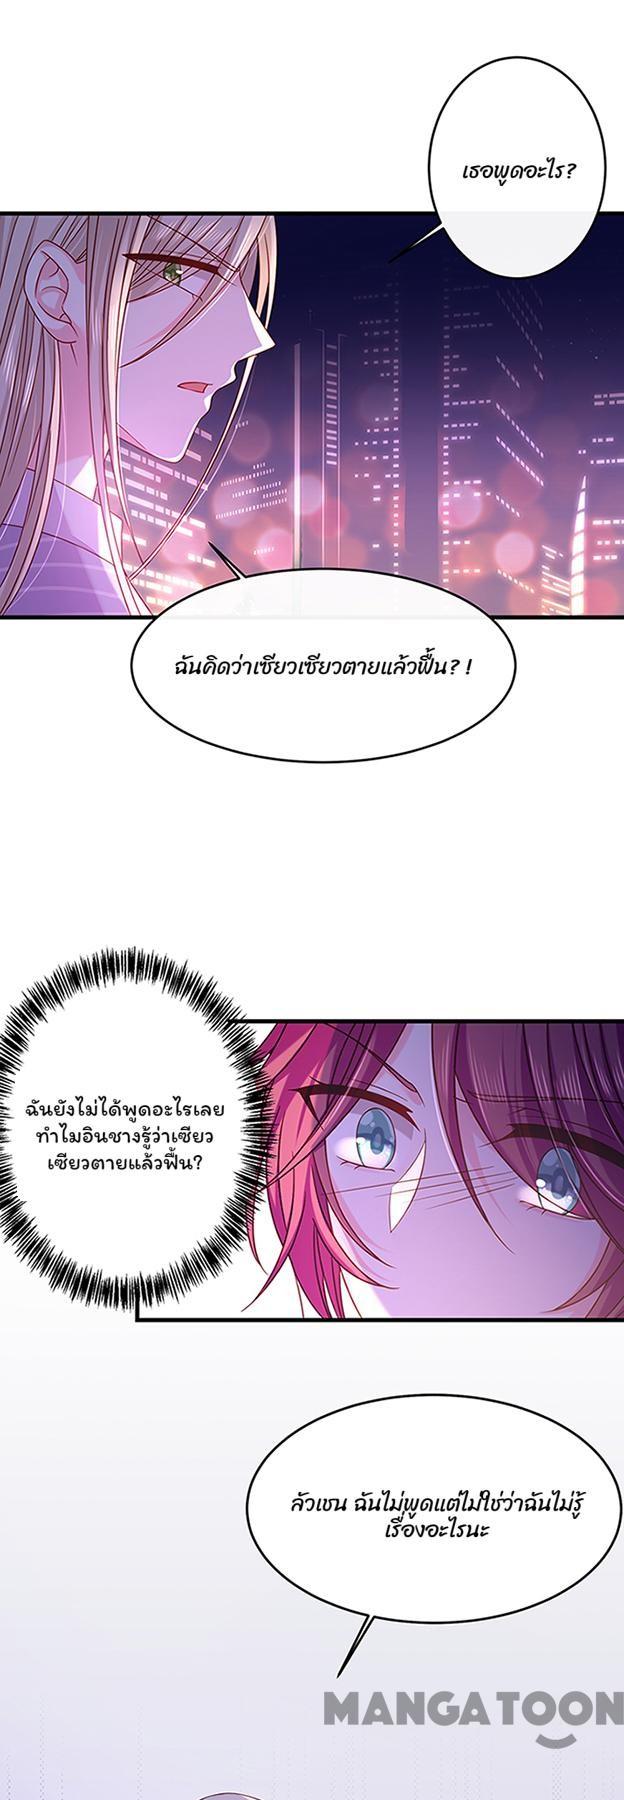 เธอพูดอะไร?
ฉันคิดว่าเซียวเซียวตายแล้วฟื้น?!
ฉันยังไม่ได้พูดอะไรเลย
ทำไมอินชางรู้ว่าเซียว
เซียวตายแล้วฟื้น?
ลัวเชน ฉันไม่พูดแต่ไม่ใช่ว่าฉันไม่รู้
เรื่องอะไรนะ
MANGATOON